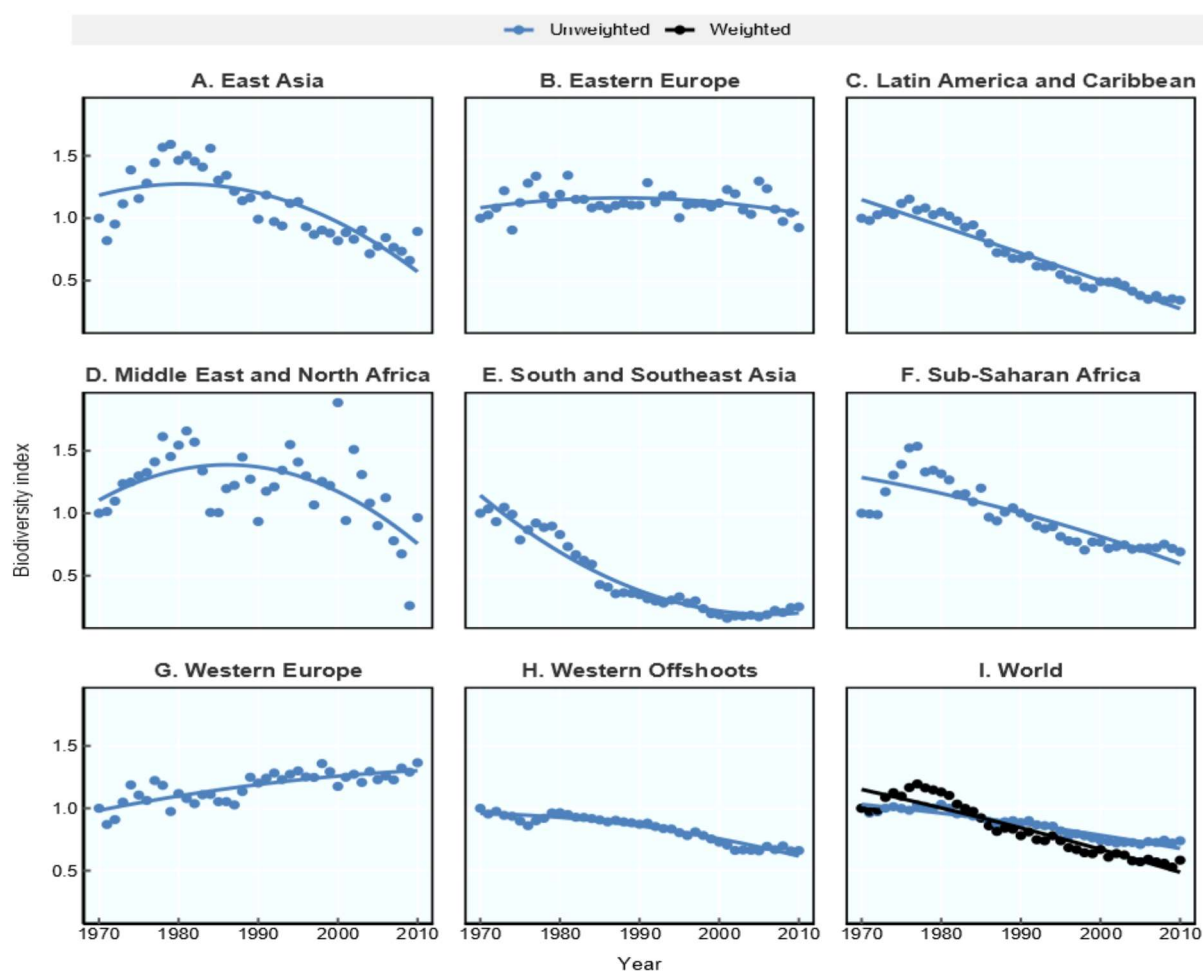 Unweighted Weighted
A. East Asia B. Eastern Europe C. Latin America and Caribbean
1.5
1.0
0.5
D. Middle East and North Africa E. South and Southeast Asia F. Sub-Saharan Africa
Biodiversity index
1.5
1.0
0.5
G. Western Europe H. Western Offshoots I. World
1.5
1.0
0.5
1970 1980 1990 2000 2010 1970 1980 1990 2000 2010 1970 1980 1990 2000 2010
Year